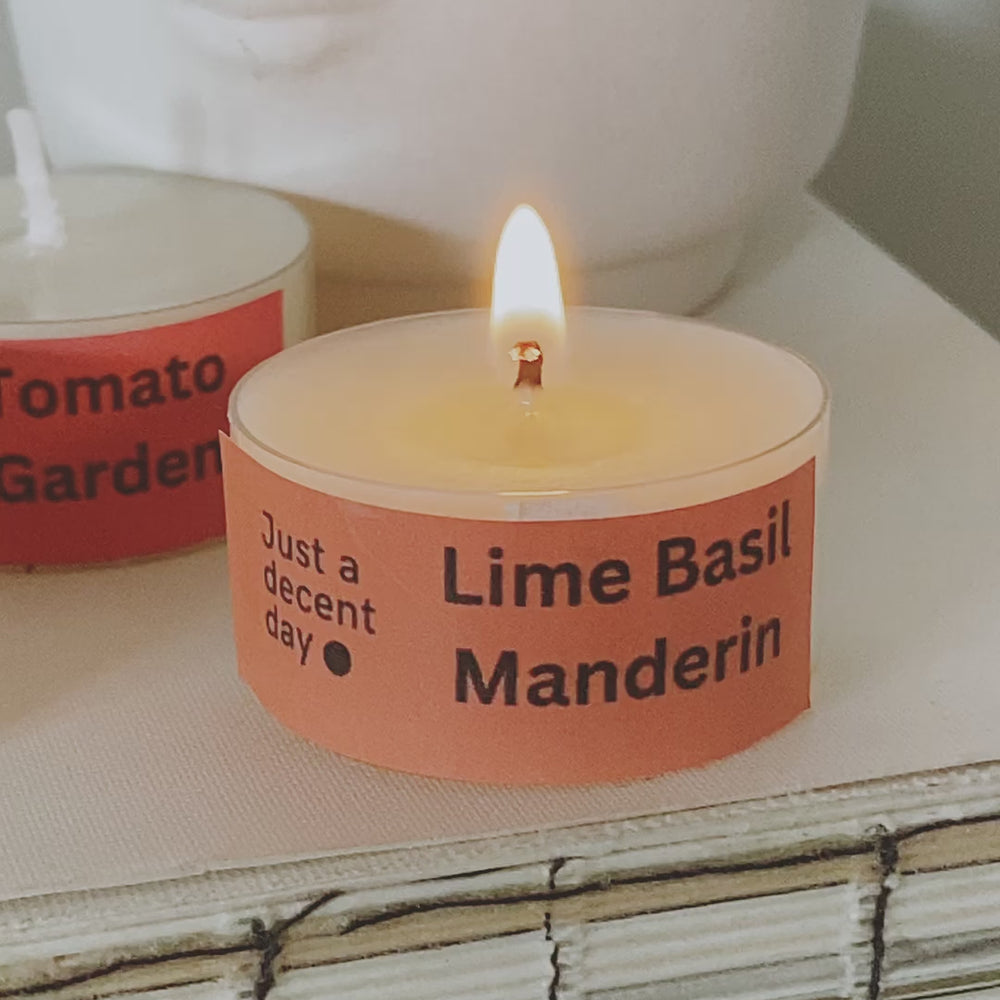 Tomato
Garden
Just a
decent
day
Lime Basil
Manderin